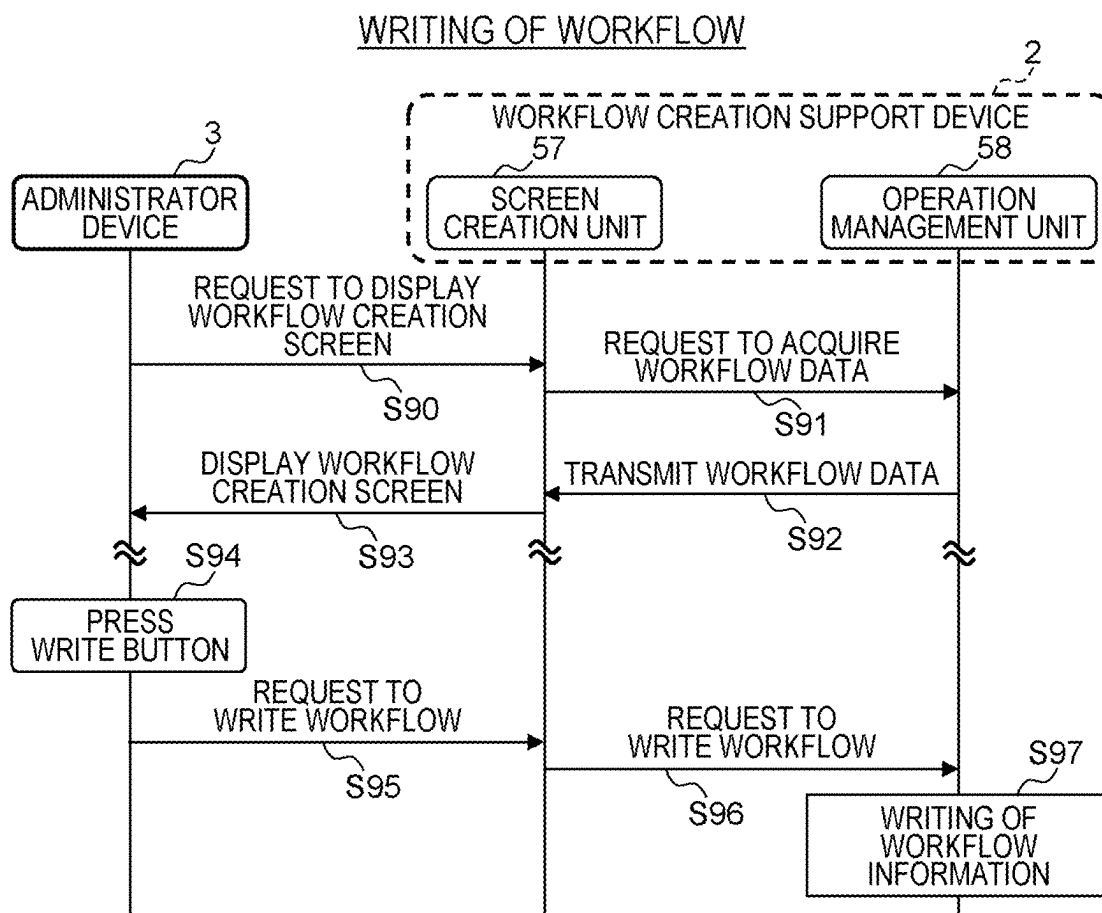 WRITING OF WORKFLOW
2
WORKFLOW CREATION SUPPORT DEVICE
3
57
58
ADMINISTRATOR
DEVICE
SCREEN
CREATION UNIT
OPERATION
MANAGEMENT UNIT
REQUEST TO DISPLAY
WORKFLOW CREATION
SCREEN
S90
REQUEST TO ACQUIRE
WORKFLOW DATA
S91
TRANSMIT WORKFLOW DATA
S92
DISPLAY WORKFLOW
CREATION SCREEN
S93
S94
PRESS
WRITE BUTTON
REQUEST TO
WRITE WORKFLOW
S95
REQUEST TO
WRITE WORKFLOW
S96
S97
WRITING OF
WORKFLOW
INFORMATION